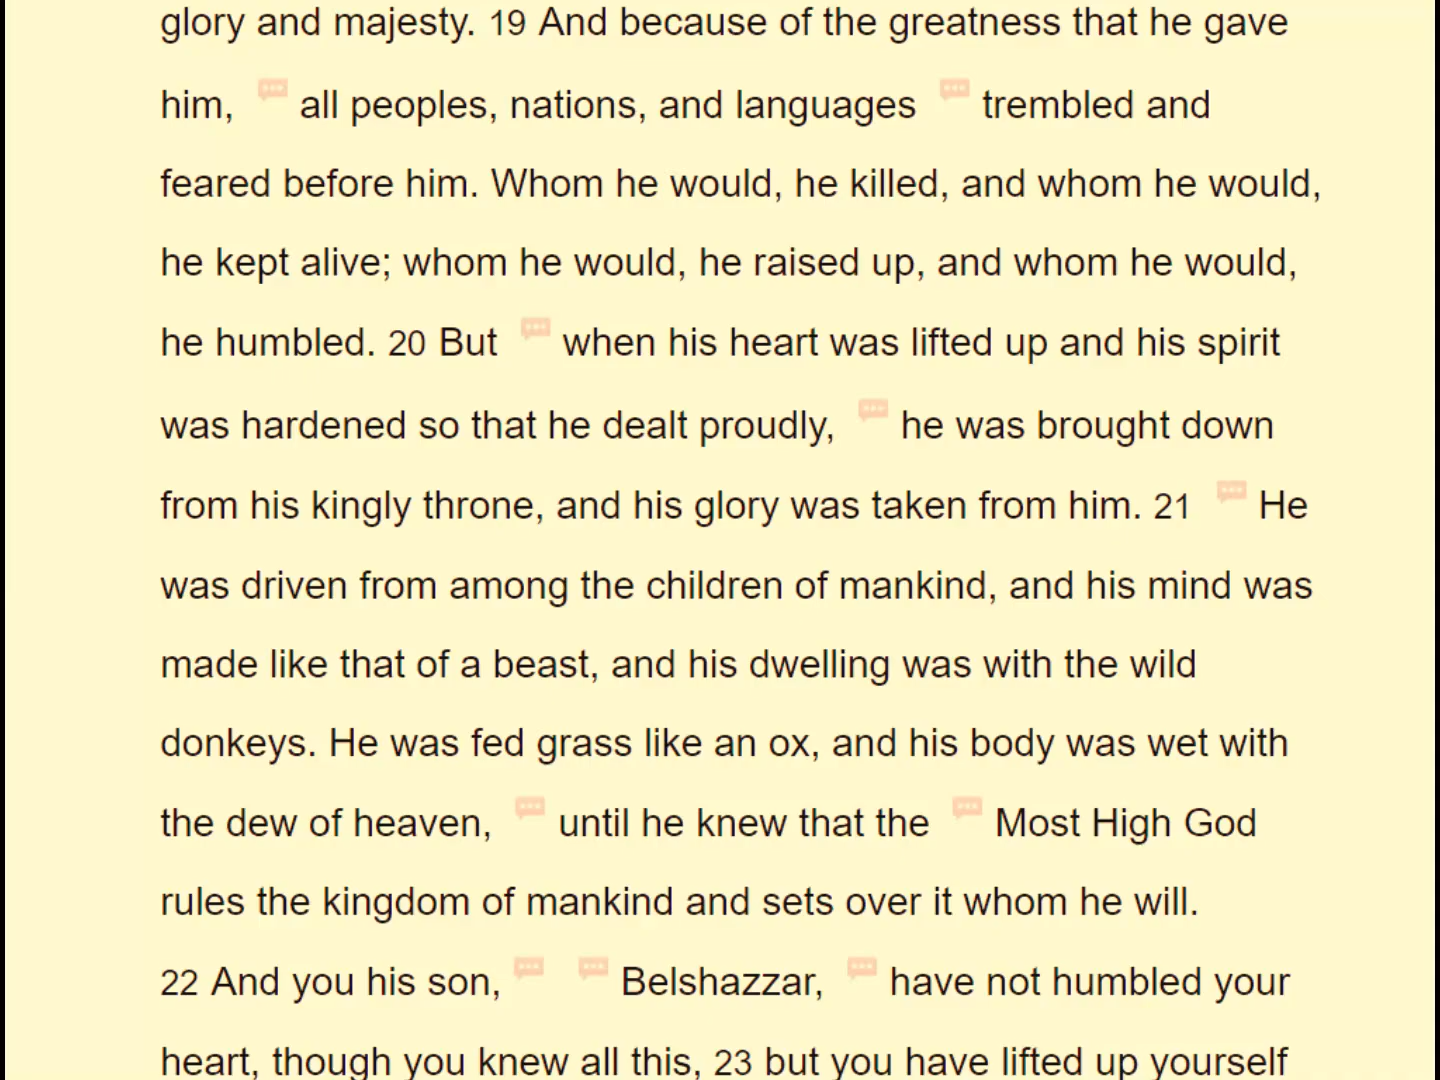 glory and majesty. 19 And because of the greatness that he gave
him, all peoples, nations, and languages trembled and
feared before him. Whom he would, he killed, and whom he would,
he kept alive; whom he would, he raised up, and whom he would,
he humbled. 20 But when his heart was lifted up and his spirit
was hardened so that he dealt proudly, he was brought down
from his kingly throne, and his glory was taken from him. 21 He
was driven from among the children of mankind, and his mind was
made like that of a beast, and his dwelling was with the wild
donkeys. He was fed grass like an ox, and his body was wet with
the dew of heaven, until he knew that the Most High God
rules the kingdom of mankind and sets over it whom he will.
22 And you his son, Belshazzar, have not humbled your
heart, though you knew all this, 23 but you have lifted up yourself